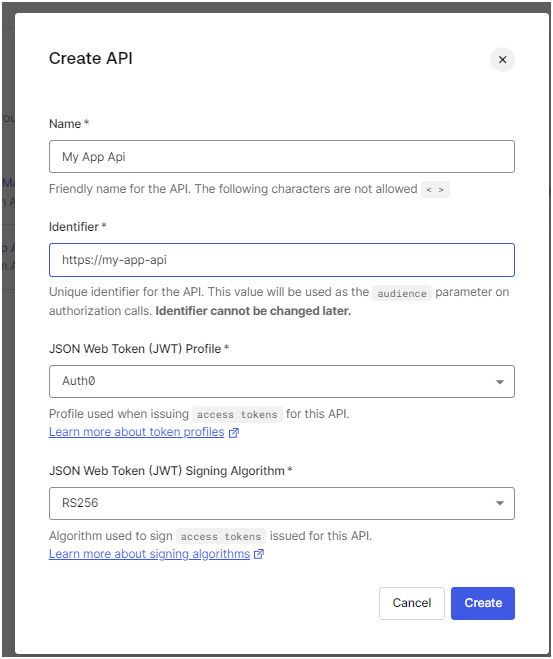 Create API
Name *
My App Api
Friendly name for the API. The following characters are not allowed < >
Identifier *
https://my-app-api
Unique identifier for the API. This value will be used as the audience parameter on
authorization calls. Identifier cannot be changed later.
JSON Web Token (JWT) Profile *
Auth0
Profile used when issuing access tokens for this API.
Learn more about token profiles
JSON Web Token (JWT) Signing Algorithm *
RS256
Algorithm used to sign access tokens issued for this API.
Learn more about signing algorithms
Cancel Create